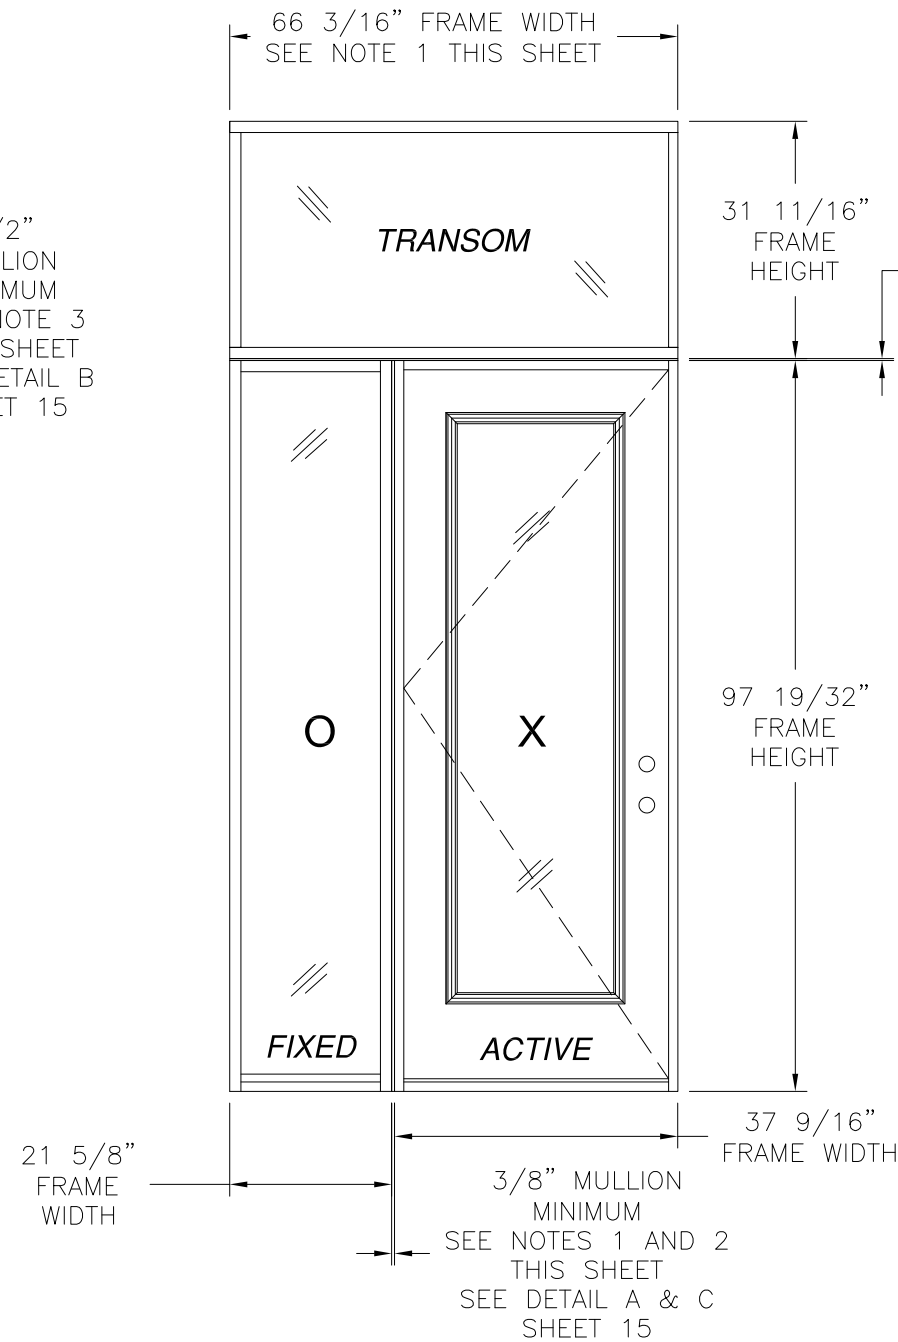 66 3/16” FRAME WIDTH
SEE NOTE 1 THIS SHEET
TRANSOM
31 11/16”
FRAME
HEIGHT
/2”
LION
MUM
NOTE 3
SHEET
ETAIL B
ET 15
O
X
97 19/32”
FRAME
HEIGHT
FIXED
ACTIVE
21 5/8”
FRAME
WIDTH
37 9/16”
FRAME WIDTH
3/8” MULLION
MINIMUM
SEE NOTES 1 AND 2
THIS SHEET
SEE DETAIL A & C
SHEET 15